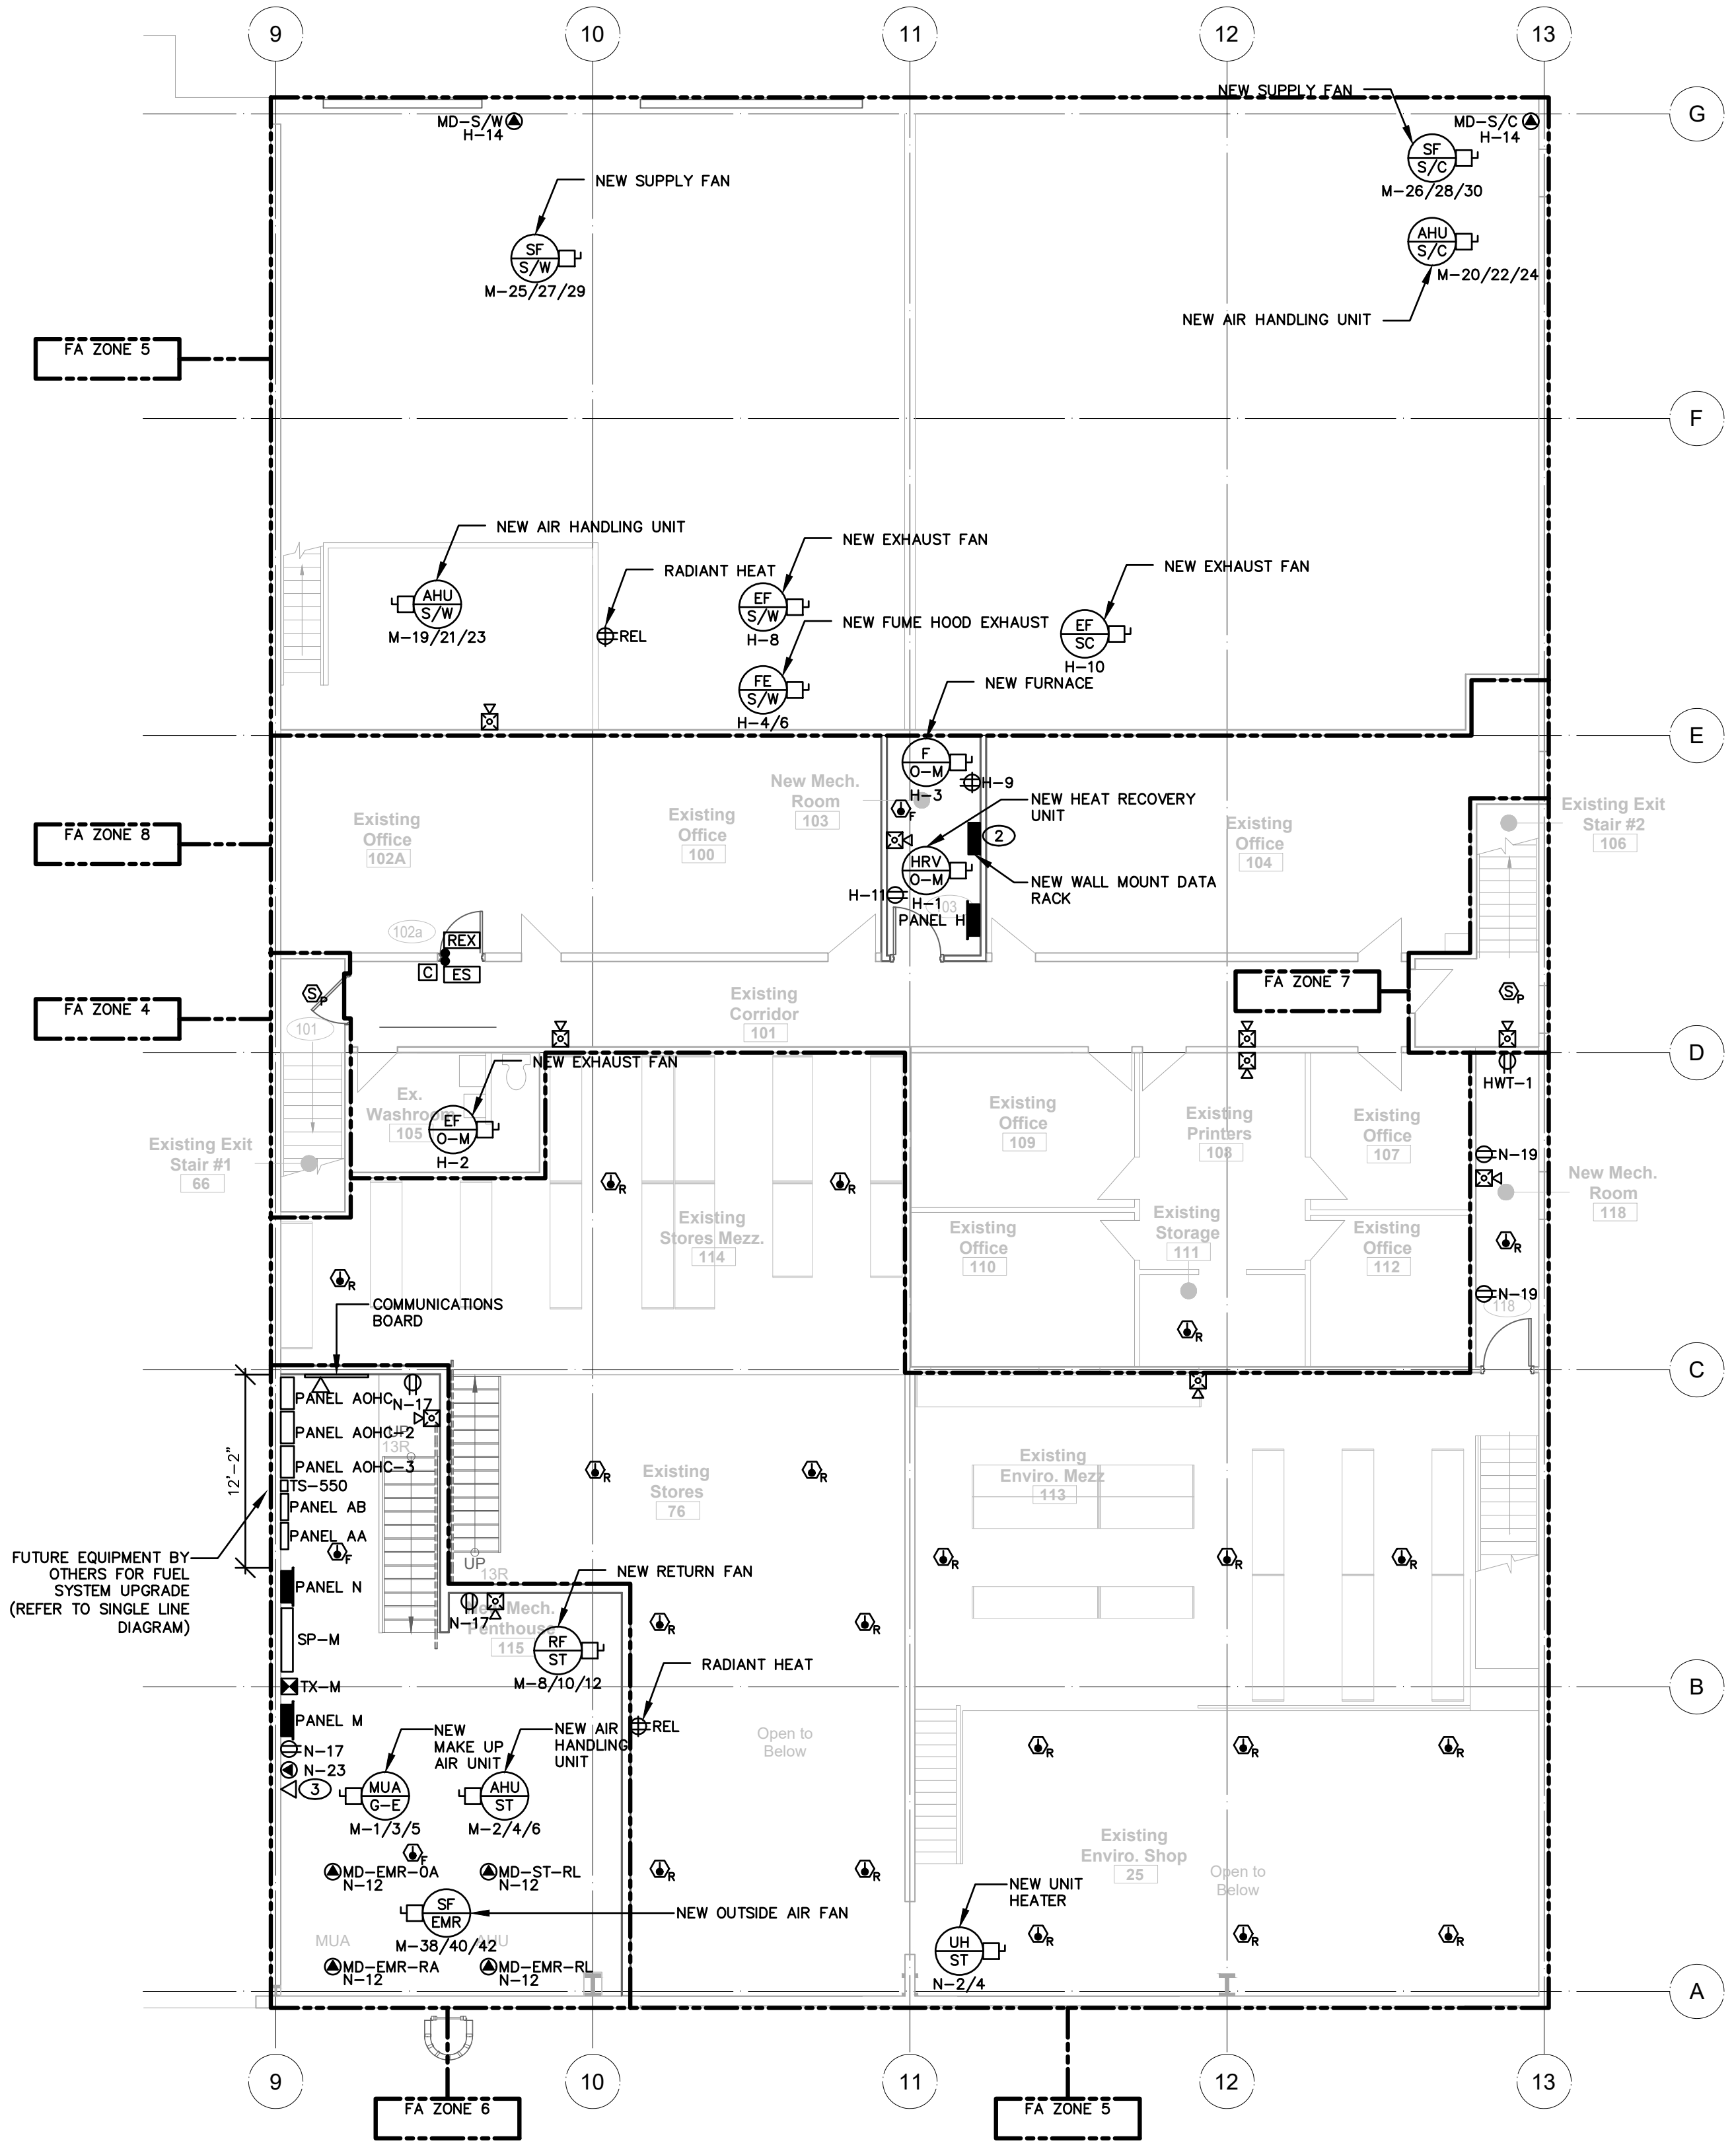 9
10
11
12
13
NEW SUPPLY FAN
G
MD-S/W
H-14
MD-S/C
H-14
SF
S/C
M-26/28/30
NEW SUPPLY FAN
SF
S/W
M-25/27/29
AHU
S/C
M-20/22/24
NEW AIR HANDLING UNIT
FA ZONE 5
F
NEW AIR HANDLING UNIT
AHU
S/W
M-19/21/23
RADIANT HEAT
REL
NEW EXHAUST FAN
EF
S/W
H-8
NEW FUME HOOD EXHAUST
FE
S/W
H-4/6
NEW EXHAUST FAN
EF
SC
H-10
NEW FURNACE
E
F
O-M
H-3
H-9
New Mech.
Room
103
F
NEW HEAT RECOVERY
UNIT
2
HRV
O-M
H-1
H-11
NEW WALL MOUNT DATA
RACK
103
PANEL H
Existing
Office
102A
Existing
Office
100
Existing
Office
104
Existing Exit
Stair #2
106
FA ZONE 8
102a
REX
C
ES
FA ZONE 4
S
P
101
Existing
Corridor
101
FA ZONE 7
S
P
D
NEW EXHAUST FAN
Ex.
Washroom
105
EF
O-M
H-2
HWT-1
Existing Exit
Stair #1
66
Existing
Office
109
Existing
Printers
108
Existing
Office
107
N-19
New Mech.
Room
118
R
R
Existing
Stores Mezz.
114
Existing
Office
110
Existing
Storage
111
Existing
Office
112
R
R
N-19
118
R
COMMUNICATIONS
BOARD
C
PANEL AOHC
N-17
PANEL AOHC-2
UP
13R
PANEL AOHC-3
TS-550
PANEL AB
PANEL AA
F
12'-2"
FUTURE EQUIPMENT BY
OTHERS FOR FUEL
SYSTEM UPGRADE
(REFER TO SINGLE LINE
DIAGRAM)
UP
13R
R
R
Existing
Stores
76
Existing
Enviro. Mezz
113
R
R
R
PANEL N
SP-M
TX-M
PANEL M
N-17
N-23
3
N-17
Mech.
Penthouse
115
NEW RETURN FAN
RF
ST
M-8/10/12
R
R
RADIANT HEAT
REL
B
NEW
MAKE UP
AIR UNIT
NEW AIR
HANDLING
UNIT
MUA
G-E
M-1/3/5
AHU
ST
M-2/4/6
Open to
Below
R
R
R
F
MD-EMR-OA
N-12
MD-ST-RL
N-12
R
R
Existing
Enviro. Shop
25
Open to
Below
SF
EMR
M-38/40/42
NEW OUTSIDE AIR FAN
NEW UNIT
HEATER
UH
ST
N-2/4
R
R
R
MUA
AHU
MD-EMR-RA
N-12
MD-EMR-RL
N-12
A
9
10
11
12
13
FA ZONE 6
FA ZONE 5